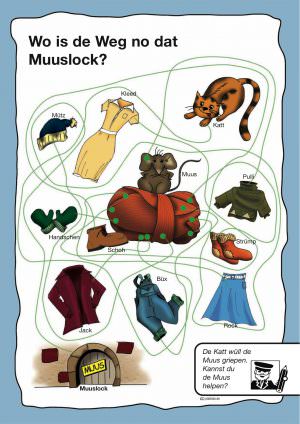 Wo is de Weg no dat
Muuslock?
Kleed
Mütz
Katt
Muus
Pulli
Handschen
Schoh
Strümp
Büx
Jack
Rock
MUUS
Muuslock
De Katt wüll de
Muus griepen.
Kannst du
de Muus
helpen?